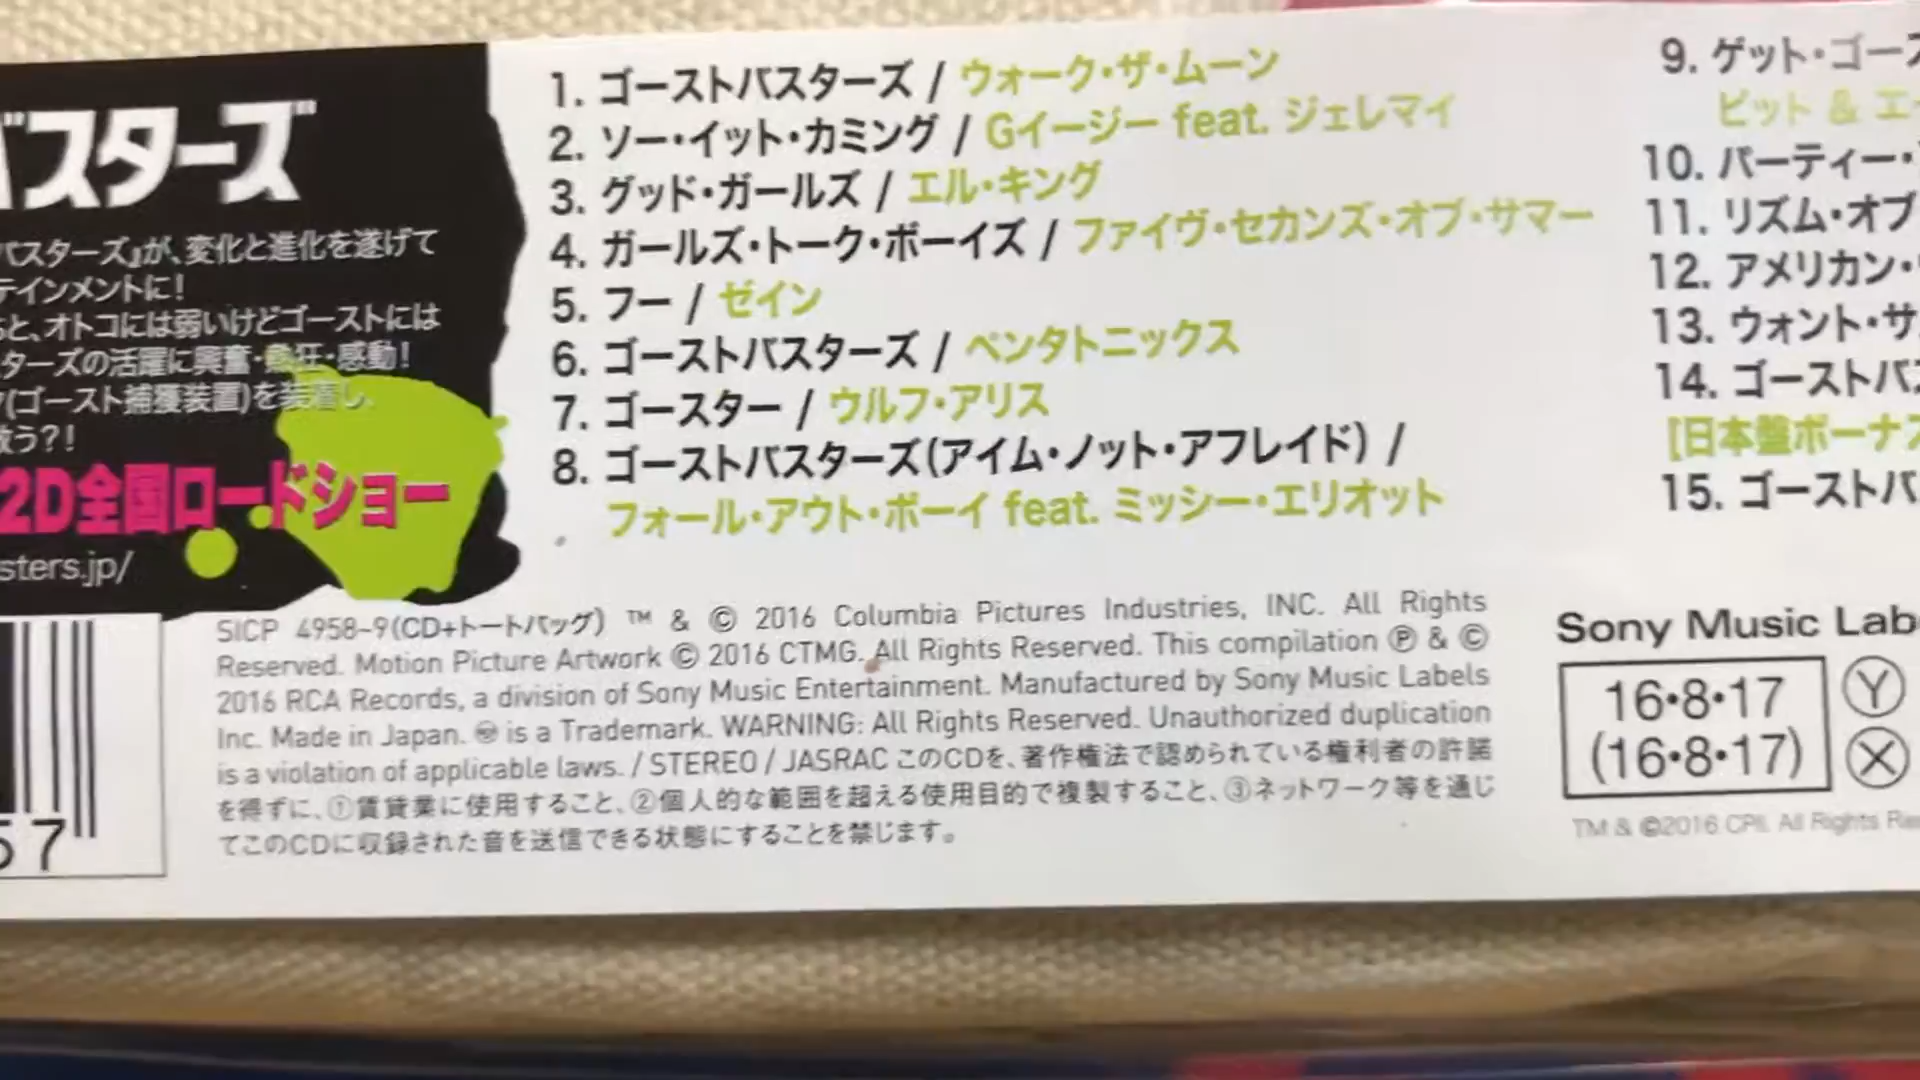 バスターズ
バスターズ』が、変化と進化を遂げて
テインメントに!
と、オトコには弱いけどゴーストには
ターズの活躍に興奮・熱狂・感動!
(ゴースト捕獲装置)を装着し、
救う?!
2D全国ロードショー
sters.jp/
57
1. ゴーストバスターズ / ウォーク・ザ・ムーン
2. ソー・イット・カミング / Gイージー feat. ジェレマイ
3. グッド・ガールズ / エル・キング
4. ガールズ・トーク・ボーイズ / ファイヴ・セカンズ・オブ・サマー
5. フー / ゼイン
6. ゴーストバスターズ / ペンタトニックス
7. ゴースター / ウルフ・アリス
8. ゴーストバスターズ(アイム・ノット・アフレイド) /
フォール・アウト・ボーイ feat. ミッシー・エリオット
9. ゲット・ゴース
ピット & エ
10. パーティー・
11. リズム・オブ
12. アメリカン・
13. ウォント・サ
14. ゴーストバス
[日本盤ボーナス
15. ゴーストバ
SICP 4958~9(CD+トートバッグ) ™ & © 2016 Columbia Pictures Industries, INC. All Rights
Reserved. Motion Picture Artwork © 2016 CTMG. All Rights Reserved. This compilation ℗ & ©
2016 RCA Records, a division of Sony Music Entertainment. Manufactured by Sony Music Labels
Inc. Made in Japan. is a Trademark. WARNING: All Rights Reserved. Unauthorized duplication
is a violation of applicable laws. / STEREO / JASRAC このCDを、著作権法で認められている権利者の許諾
を得ずに、①賃貸業に使用すること、②個人的な範囲を超える使用目的で複製すること、③ネットワーク等を通じ
てこのCDに収録された音を送信できる状態にすることを禁じます。
Sony Music Lab
16•8•17 Ⓨ
(16•8•17) Ⓧ
TM & ©2016 CPII. All Rights Re